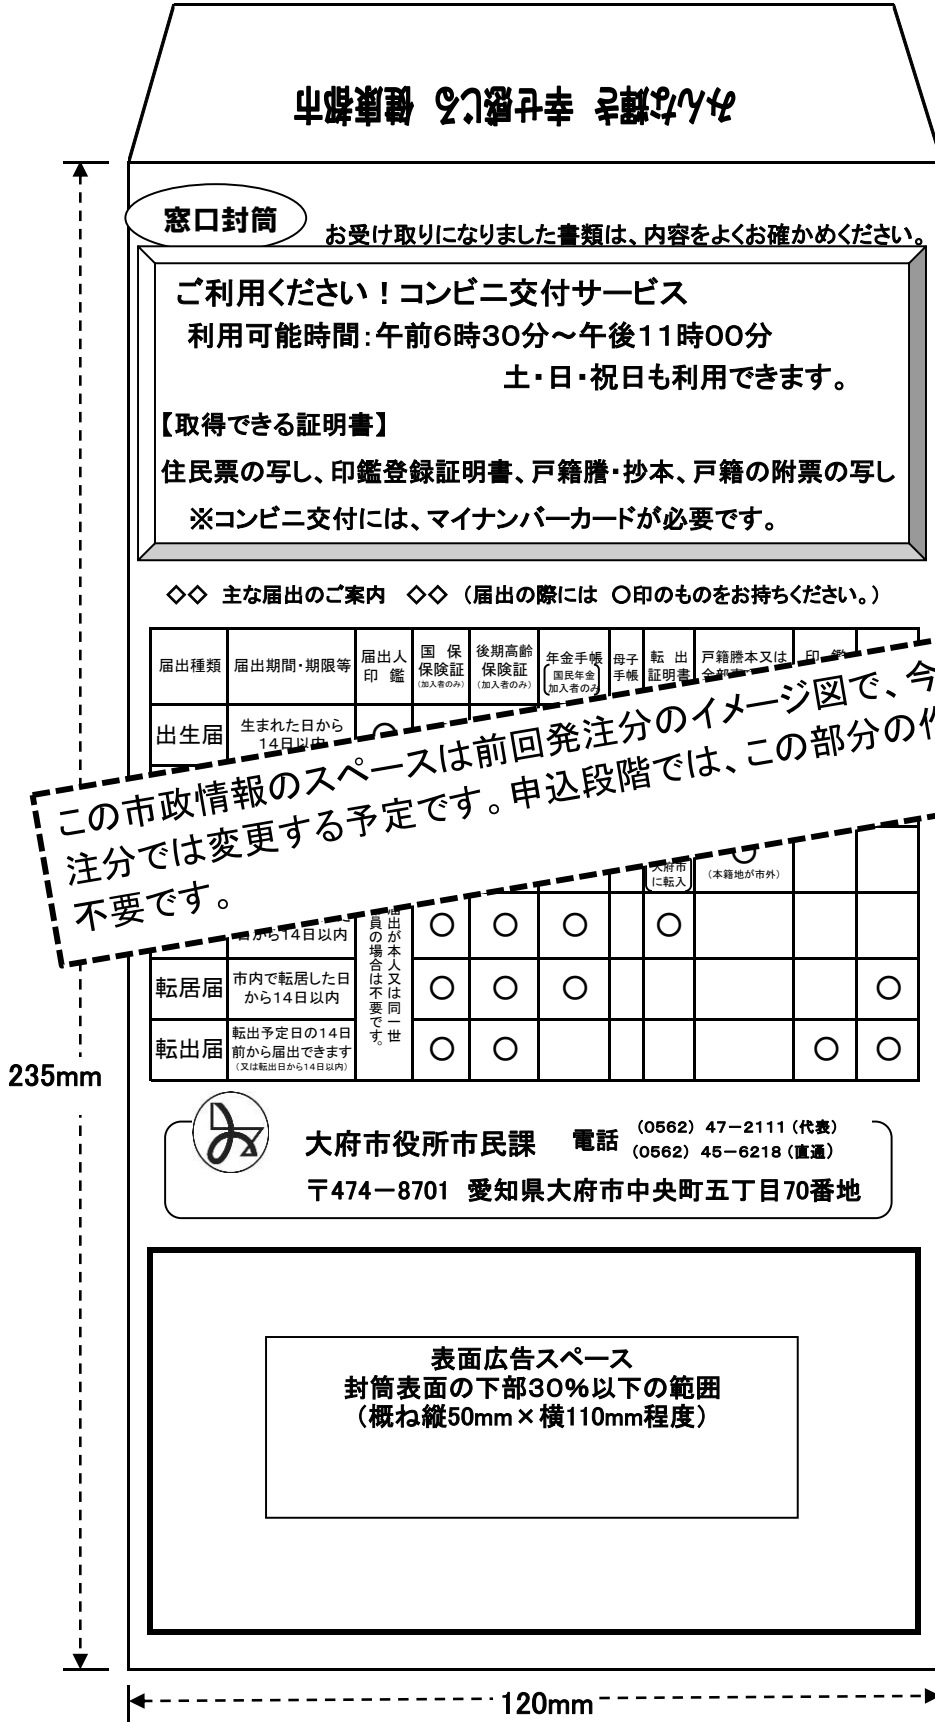 みんな輝き 幸せ感じる 健康都市
窓口封筒
お受け取りになりました書類は、内容をよくお確かめください。
ご利用ください！コンビニ交付サービス
利用可能時間：午前6時30分～午後11時00分
土・日・祝日も利用できます。
【取得できる証明書】
住民票の写し、印鑑登録証明書、戸籍謄・抄本、戸籍の附票の写し
※コンビニ交付には、マイナンバーカードが必要です。
◇◇ 主な届出のご案内 ◇◇（届出の際には ○印のものをお持ちください。）
届出種類 届出期間・期限等 届出人印鑑 国保保険証（加入者のみ） 後期高齢保険証（加入者のみ） 年金手帳 国民年金加入者のみ 母子手帳 転出証明書 戸籍謄本又は 印鑑
出生届 生まれた日から14日以内 ○
この市政情報のスペースは前回発注分のイメージ図で、今
注分では変更する予定です。申込段階では、この部分の作
不要です。
大府市に転入 ○（本籍地が市外）
日から14日以内 ○ ○ ○ ○
届出が本人又は同一世
員の場合は不要です。
転居届 市内で転居した日から14日以内 ○ ○ ○ ○
転出届 転出予定日の14日前から届出できます（又は転出日から14日以内） ○ ○ ○ ○
235mm
大府市役所市民課 電話 （0562）47－2111（代表）
（0562）45－6218（直通）
〒474－8701 愛知県大府市中央町五丁目70番地
表面広告スペース
封筒表面の下部30％以下の範囲
（概ね縦50mm×横110mm程度）
120mm